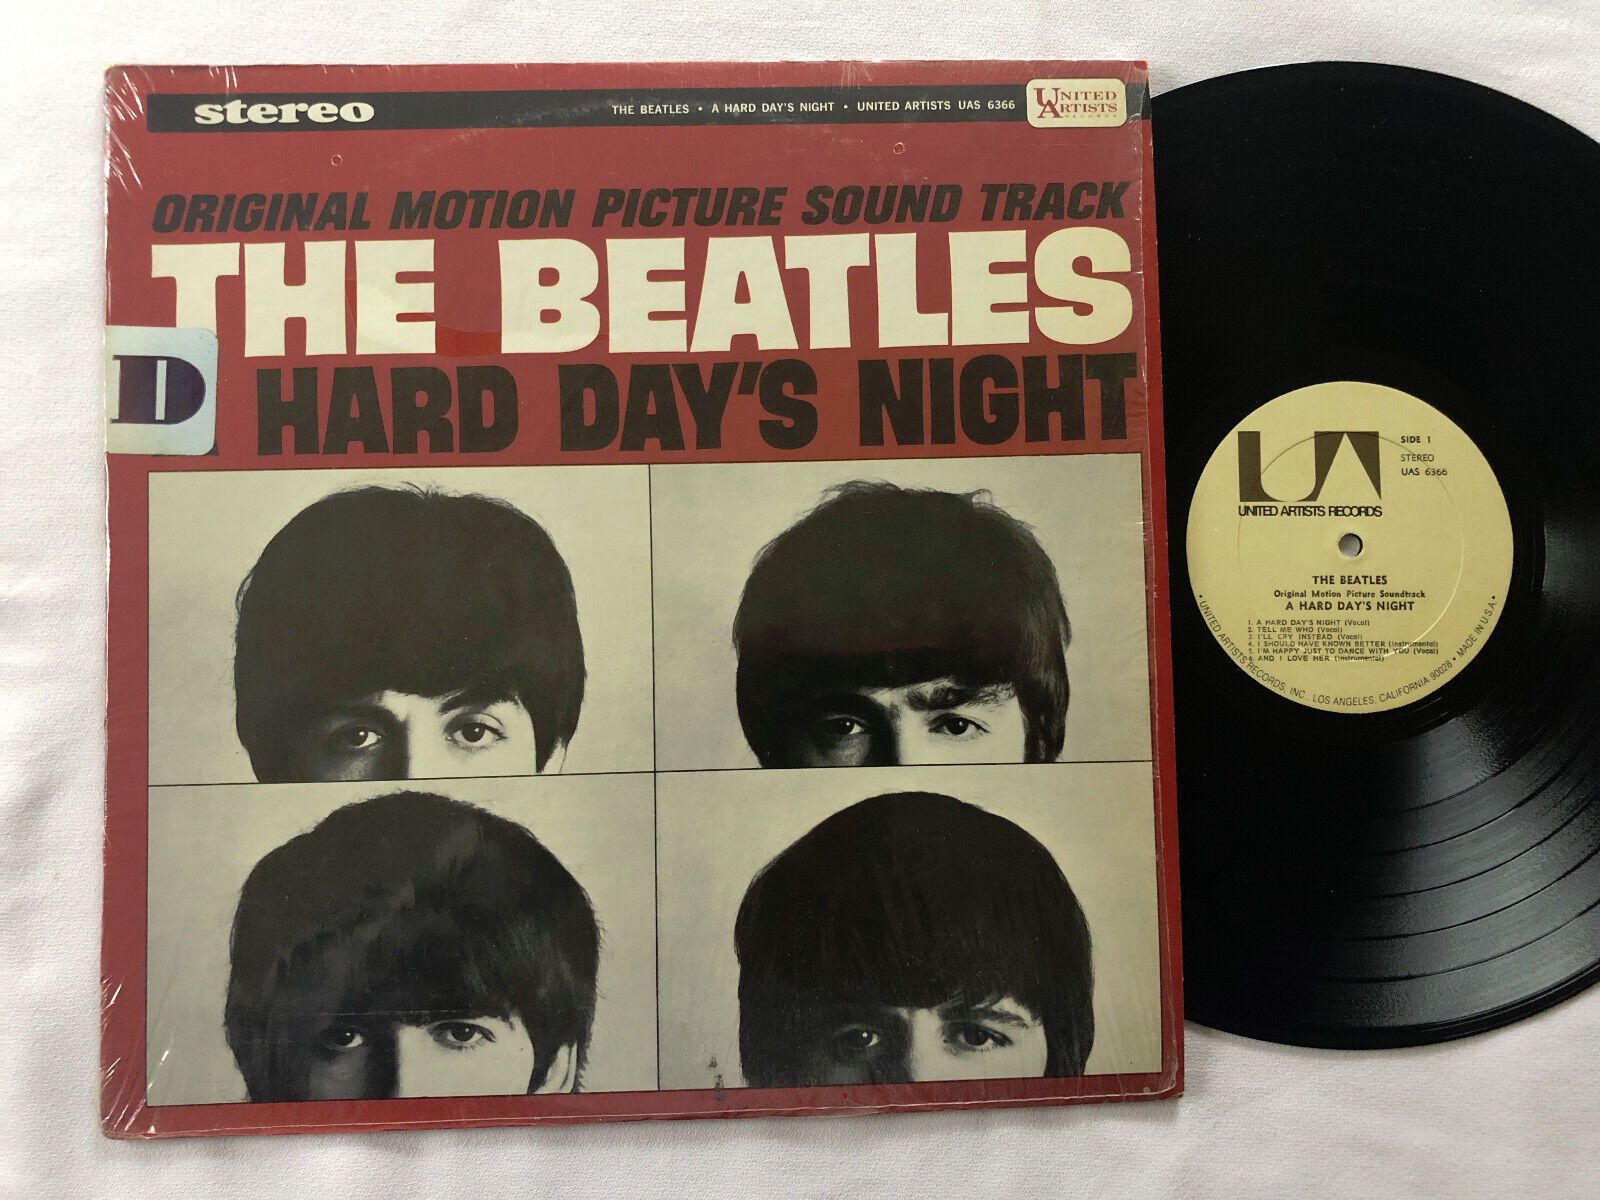 stereo
THE BEATLES • A HARD DAY'S NIGHT • UNITED ARTISTS UAS 6366
UNITED
ARTISTS
RECORDS
ORIGINAL MOTION PICTURE SOUND TRACK
THE BEATLES
HARD DAY'S NIGHT
D
UA
UNITED ARTISTS RECORDS
SIDE 1
STEREO
UAS 6366
THE BEATLES
Original Motion Picture Soundtrack
A HARD DAY'S NIGHT
1. A HARD DAY'S NIGHT (Vocal)
2. TELL ME WHO (Vocal)
3. I'LL CRY INSTEAD (Vocal)
4. I SHOULD HAVE KNOWN BETTER (Instrumental)
5. I'M HAPPY JUST TO DANCE WITH YOU (Vocal)
6. AND I LOVE HER (Instrumental)
• UNITED ARTISTS RECORDS, INC., LOS ANGELES, CALIFORNIA 90028 • MADE IN U.S.A. •